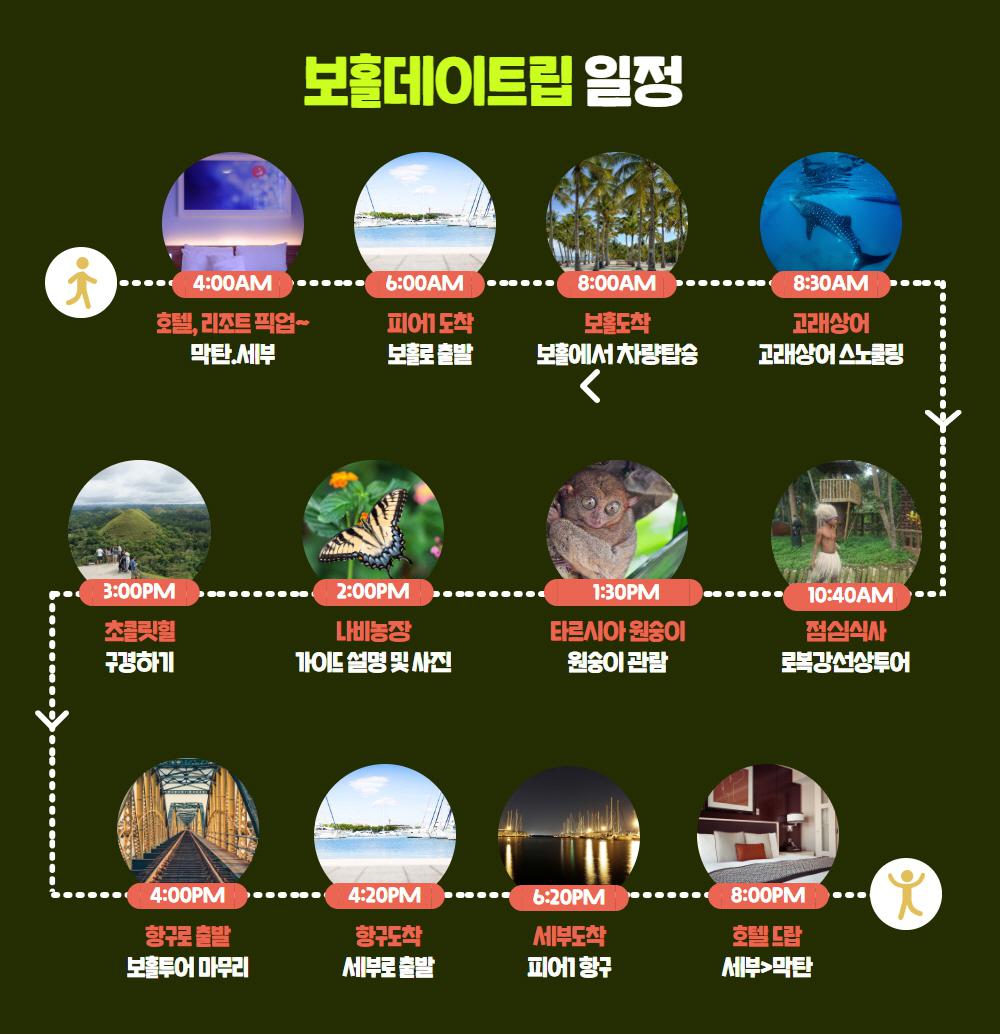 보홀데이트립 일정
4:00AM
호텔, 리조트 픽업~
막탄.세부
6:00AM
피어1 도착
보홀로 출발
8:00AM
보홀도착
보홀에서 차량탑승
8:30AM
고래상어
고래상어 스노쿨링
10:40AM
점심식사
로복강선상투어
1:30PM
타르시아 원숭이
원숭이 관람
2:00PM
나비농장
가이드 설명 및 사진
3:00PM
초콜릿힐
구경하기
4:00PM
항구로 출발
보홀투어 마무리
4:20PM
항구도착
세부로 출발
6:20PM
세부도착
피어1 항구
8:00PM
호텔 드랍
세부>막탄